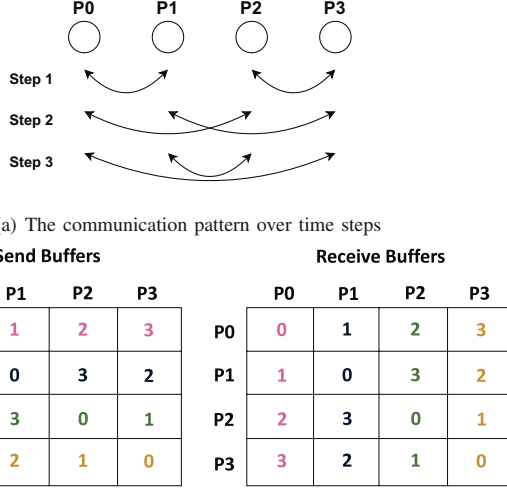 P0 P1 P2 P3
Step 1
Step 2
Step 3
a) The communication pattern over time steps
Send Buffers Receive Buffers
P1 P2 P3 P0 P1 P2 P3
1 2 3 P0 0 1 2 3
0 3 2 P1 1 0 3 2
3 0 1 P2 2 3 0 1
2 1 0 P3 3 2 1 0